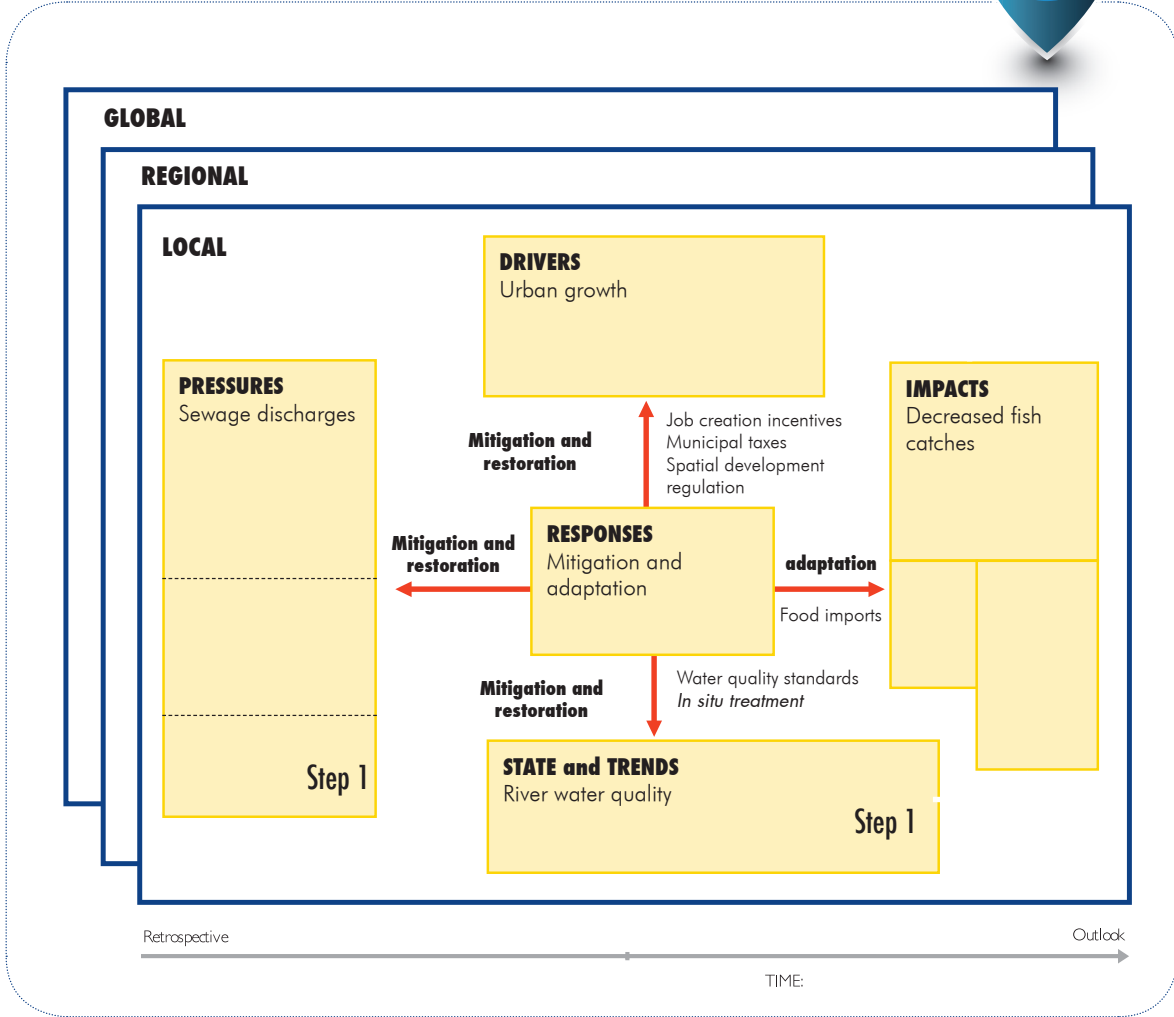 GLOBAL
REGIONAL
LOCAL
DRIVERS
Urban growth
PRESSURES
Sewage discharges
IMPACTS
Decreased fish
catches
Mitigation and
restoration
Job creation incentives
Municipal taxes
Spatial development
regulation
RESPONSES
Mitigation and
adaptation
Mitigation and
restoration
adaptation
Food imports
Mitigation and
restoration
Water quality standards
In situ treatment
Step 1
STATE and TRENDS
River water quality
Step 1
Retrospective
Outlook
TIME: